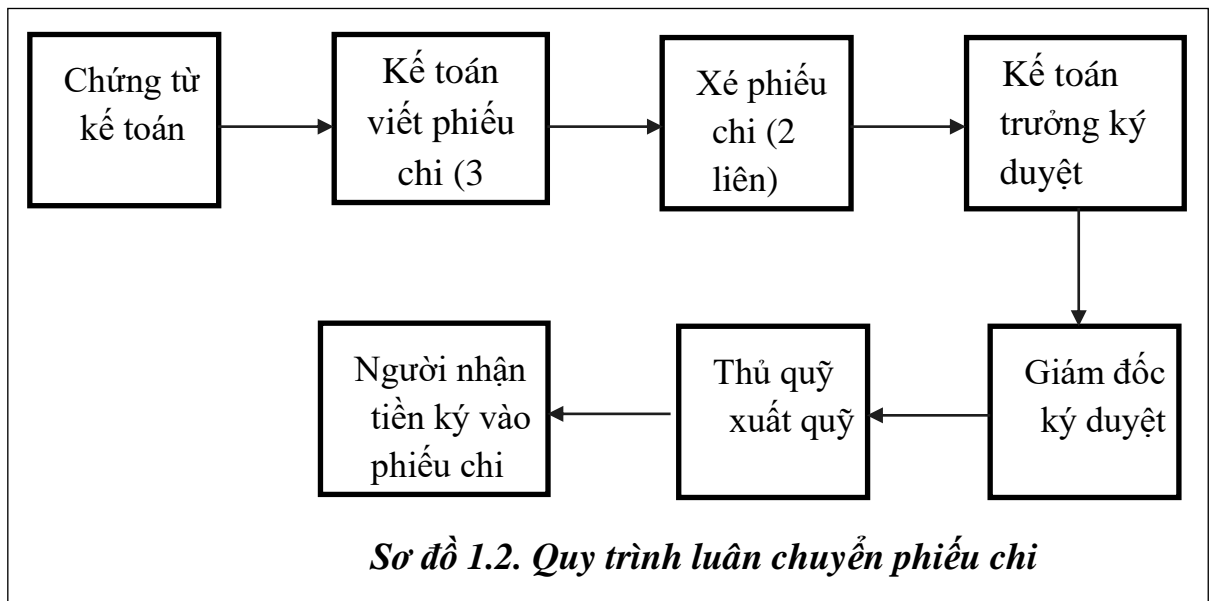 Chứng từ
kế toán
Kế toán
viết phiếu
chi (3
Xé phiếu
chi (2
liên)
Kế toán
trưởng ký
duyệt
Giám đốc
ký duyệt
Thủ quỹ
xuất quỹ
Người nhận
tiền ký vào
phiếu chi
Sơ đồ 1.2. Quy trình luân chuyển phiếu chi